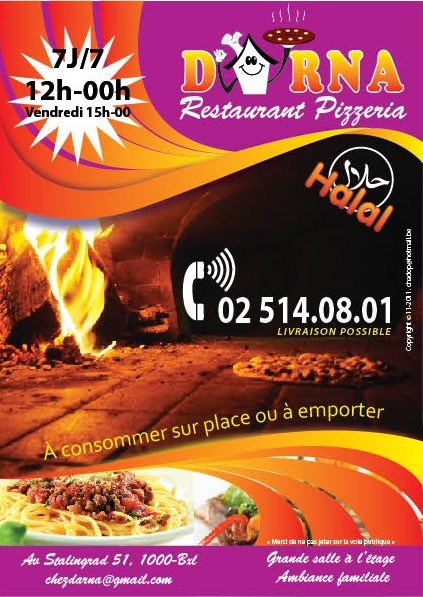 7J/7
12h-00h
Vendredi 15h-00
DARNA
Restaurant Pizzeria
حلال
Halal
02 514.08.01
LIVRAISON POSSIBLE
Copyright © 11-2011 . chadop@hotmail.be
À consommer sur place ou à emporter
« Merci de ne pas jeter sur la voie publique »
Av Stalingrad 51, 1000-Bxl
chezdarna@gmail.com
Grande salle à l'étage
Ambiance familiale